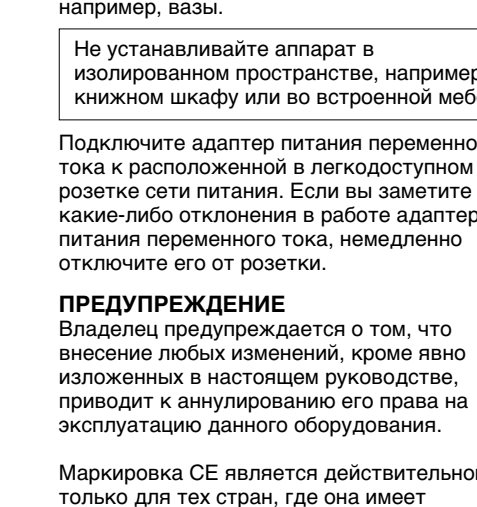 например, вазы.
Не устанавливайте аппарат в
изолированном пространстве, например
книжном шкафу или во встроенной меб
Подключите адаптер питания переменно
тока к расположенной в легкодоступном
розетке сети питания. Если вы заметите
какие-либо отклонения в работе адаптер
питания переменного тока, немедленно
отключите его от розетки.
ПРЕДУПРЕЖДЕНИЕ
Владелец предупреждается о том, что
внесение любых изменений, кроме явно
изложенных в настоящем руководстве,
приводит к аннулированию его права на
эксплуатацию данного оборудования.
Маркировка CE является действительной
только для тех стран, где она имеет